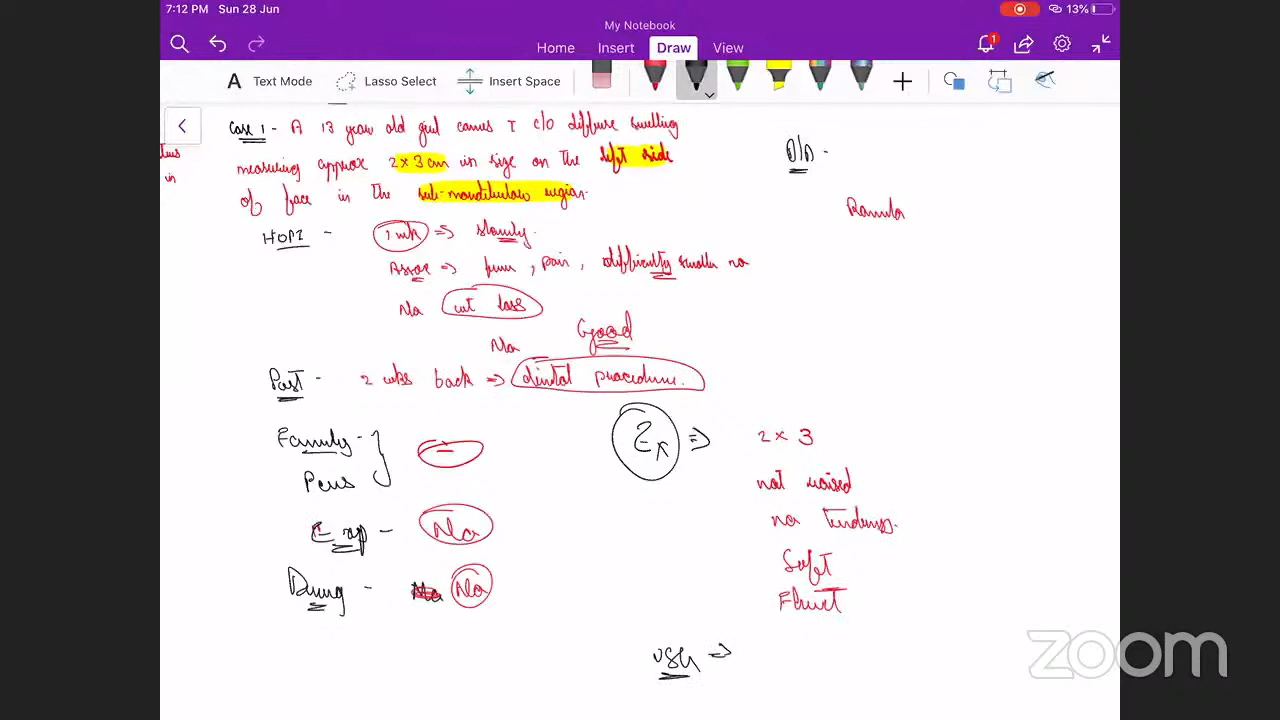 7:12 PM Sun 28 Jun
13%
My Notebook
Home Insert Draw View
1
A Text Mode Lasso Select Insert Space
Case 1 - A 13 year old girl comes c c/o diffuse swelling
measuring approx 2 x 3 cm in size on the left side
of face in the sub-mandibular region.
D/D -
Ranula
HOPI - 1 wk ⇒ slowly.
Assoc ⇒ fever, pain, difficulty
No wt loss
No Good
Past - 2 wks back ⇒ dental procedure.
Family -
Pers
-
Ex ⇒ 2 x 3
not raised
no tenderness.
Exp - No
Soft
Fluct
Drug - No No
USG ⇒
zoom